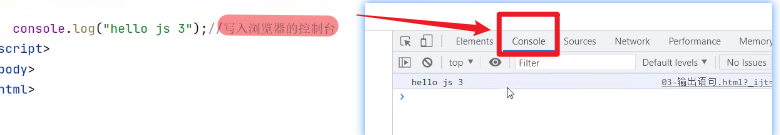 console.log("hello js 3");//写入浏览器的控制台
script>
body>
html>
Elements Console Sources Network Performance Memory
top Filter Default levels No Issues
hello js 3 03-输出语句.html?_ijt=